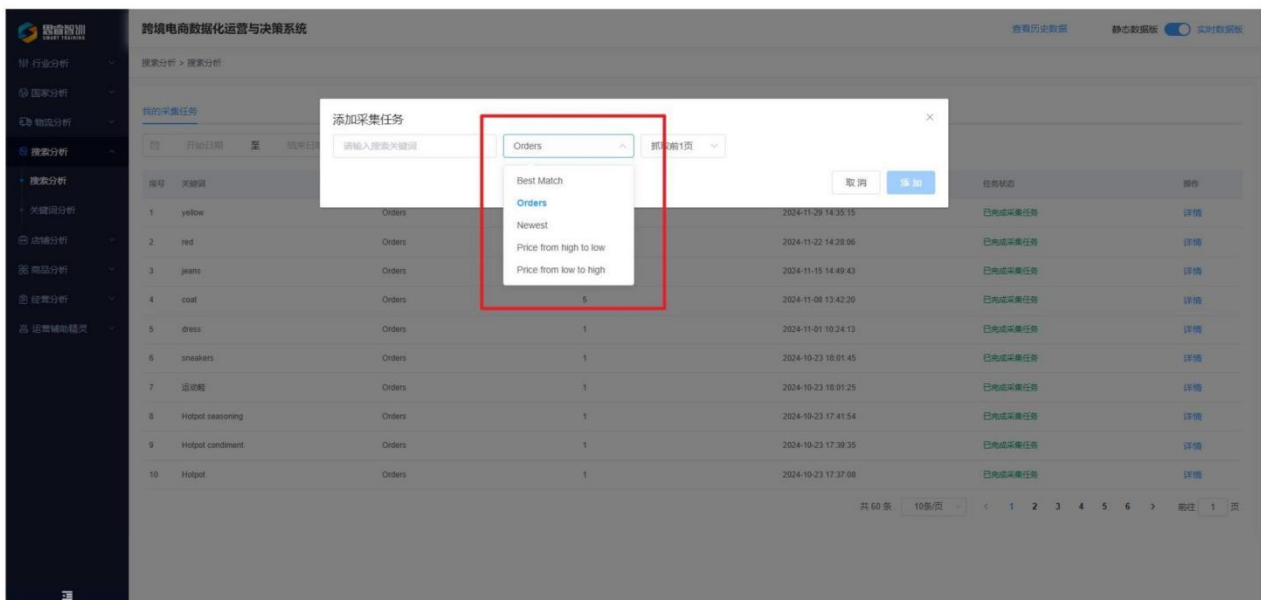 思睿智训
SMART TRAINING
跨境电商数据化运营与决策系统
查看历史数据
静态数据版
实时数据版
行业分析
国家分析
物流分析
搜索分析
搜索分析
关键词分析
店铺分析
商品分析
经营分析
运营辅助精灵
搜索分析 > 搜索分析
我的采集任务
开始日期 至 结束日期
添加采集任务 ×
请输入搜索关键词 Orders 抓取前1页
Best Match
Orders
Newest
Price from high to low
Price from low to high
取消 添加
序号 关键词 任务状态 操作
1 yellow Orders 2024-11-29 14:35:15 已完成采集任务 详情
2 red Orders 2024-11-22 14:28:06 已完成采集任务 详情
3 jeans Orders 2024-11-15 14:49:43 已完成采集任务 详情
4 coat Orders 5 2024-11-08 13:42:20 已完成采集任务 详情
5 dress Orders 1 2024-11-01 10:24:13 已完成采集任务 详情
6 sneakers Orders 1 2024-10-23 18:01:45 已完成采集任务 详情
7 运动鞋 Orders 1 2024-10-23 18:01:25 已完成采集任务 详情
8 Hotpot seasoning Orders 1 2024-10-23 17:41:54 已完成采集任务 详情
9 Hotpot condiment Orders 1 2024-10-23 17:39:35 已完成采集任务 详情
10 Hotpot Orders 1 2024-10-23 17:37:08 已完成采集任务 详情
共 60 条 10条/页 < 1 2 3 4 5 6 > 前往 1 页